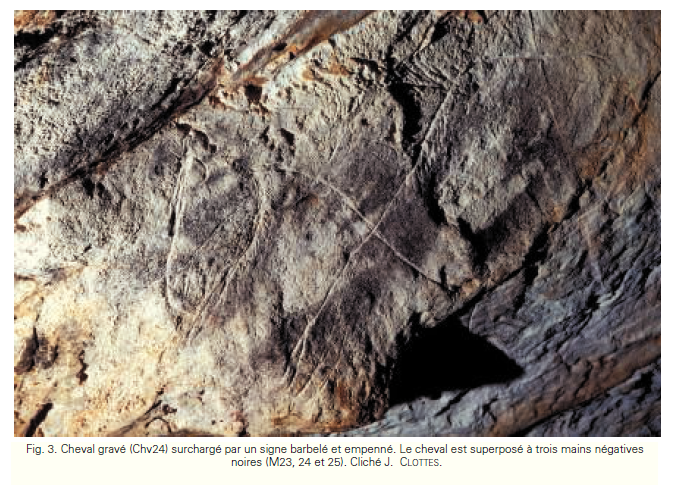 Fig. 3. Cheval gravé (Chv24) surchargé par un signe barbelé et empenné. Le cheval est superposé à trois mains négatives
noires (M23, 24 et 25). Cliché J. CLOTTES.